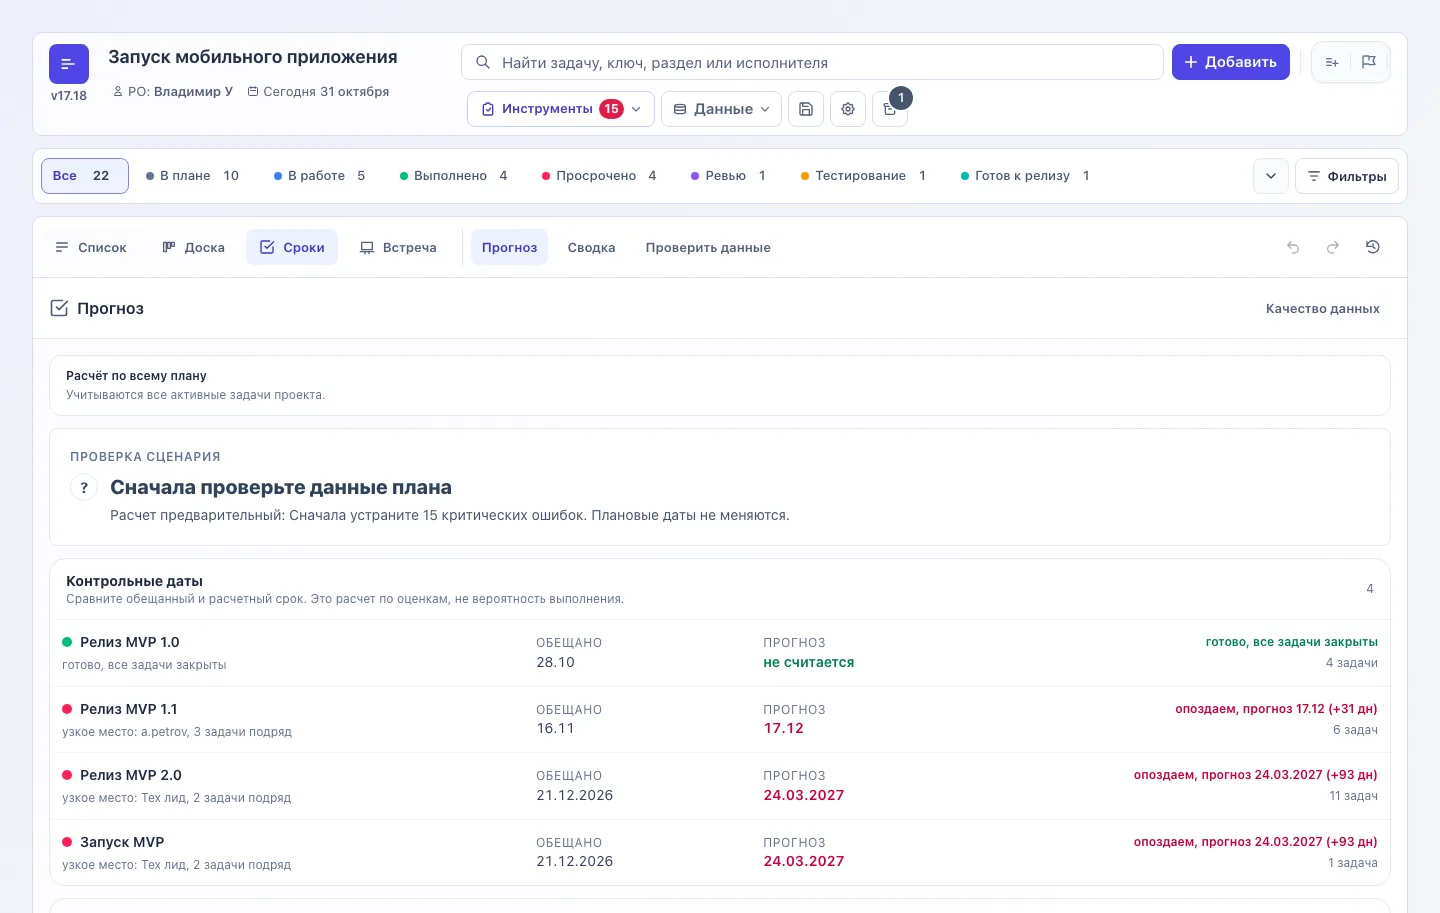 Запуск мобильного приложения
v17.18
PO: Владимир У
Сегодня 31 октября
Найти задачу, ключ, раздел или исполнителя
Добавить
Инструменты 15
Данные
1
Все 22
В плане 10
В работе 5
Выполнено 4
Просрочено 4
Ревью 1
Тестирование 1
Готов к релизу 1
Фильтры
Список
Доска
Сроки
Встреча
Прогноз
Сводка
Проверить данные
Прогноз
Качество данных
Расчёт по всему плану
Учитываются все активные задачи проекта.
ПРОВЕРКА СЦЕНАРИЯ
? Сначала проверьте данные плана
Расчет предварительный: Сначала устраните 15 критических ошибок. Плановые даты не меняются.
Контрольные даты
Сравните обещанный и расчетный срок. Это расчет по оценкам, не вероятность выполнения.
4
Релиз MVP 1.0
готово, все задачи закрыты
ОБЕЩАНО
28.10
ПРОГНОЗ
не считается
готово, все задачи закрыты
4 задачи
Релиз MVP 1.1
узкое место: a.petrov, 3 задачи подряд
ОБЕЩАНО
16.11
ПРОГНОЗ
17.12
опоздаем, прогноз 17.12 (+31 дн)
6 задач
Релиз MVP 2.0
узкое место: Тех лид, 2 задачи подряд
ОБЕЩАНО
21.12.2026
ПРОГНОЗ
24.03.2027
опоздаем, прогноз 24.03.2027 (+93 дн)
11 задач
Запуск MVP
узкое место: Тех лид, 2 задачи подряд
ОБЕЩАНО
21.12.2026
ПРОГНОЗ
24.03.2027
опоздаем, прогноз 24.03.2027 (+93 дн)
1 задача